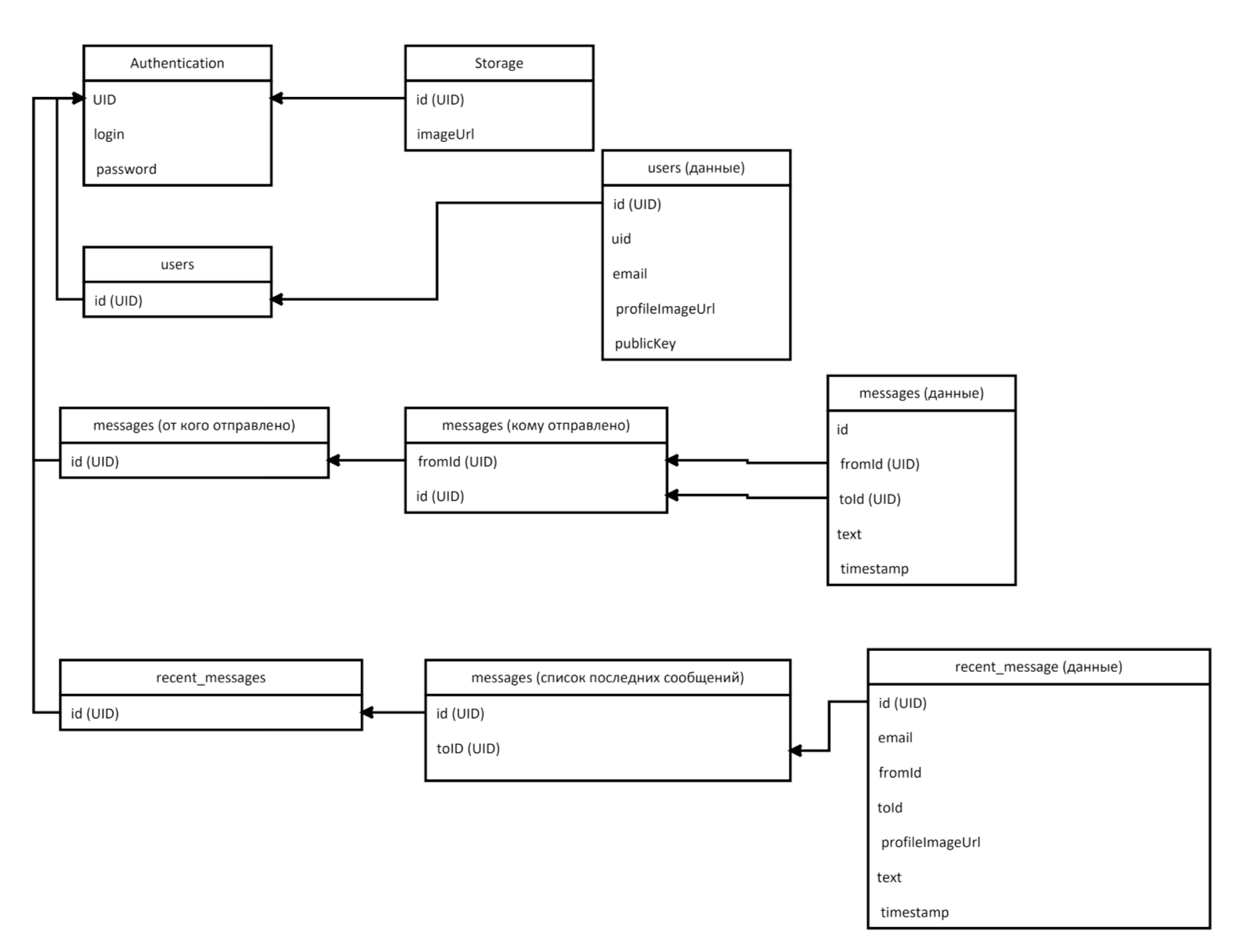 Authentication
UID
login
password
Storage
id (UID)
imageUrl
users (данные)
id (UID)
uid
email
profileImageUrl
publicKey
users
id (UID)
messages (от кого отправлено)
id (UID)
messages (кому отправлено)
fromId (UID)
id (UID)
messages (данные)
id
fromId (UID)
toId (UID)
text
timestamp
recent_messages
id (UID)
messages (список последних сообщений)
id (UID)
toID (UID)
recent_message (данные)
id (UID)
email
fromId
toId
profileImageUrl
text
timestamp